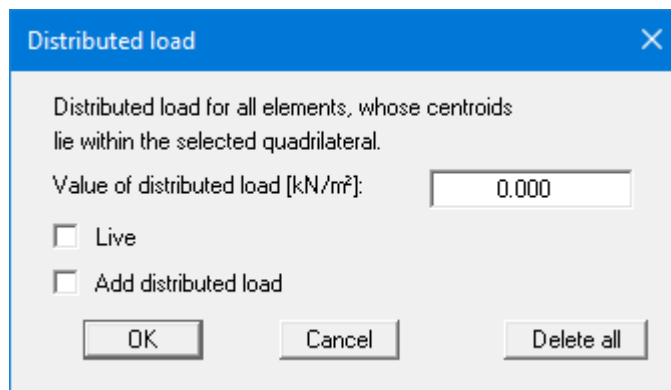 Distributed load
Distributed load for all elements, whose centroids
lie within the selected quadrilateral.
Value of distributed load [kN/m²]: 0.000
Live
Add distributed load
OK Cancel Delete all